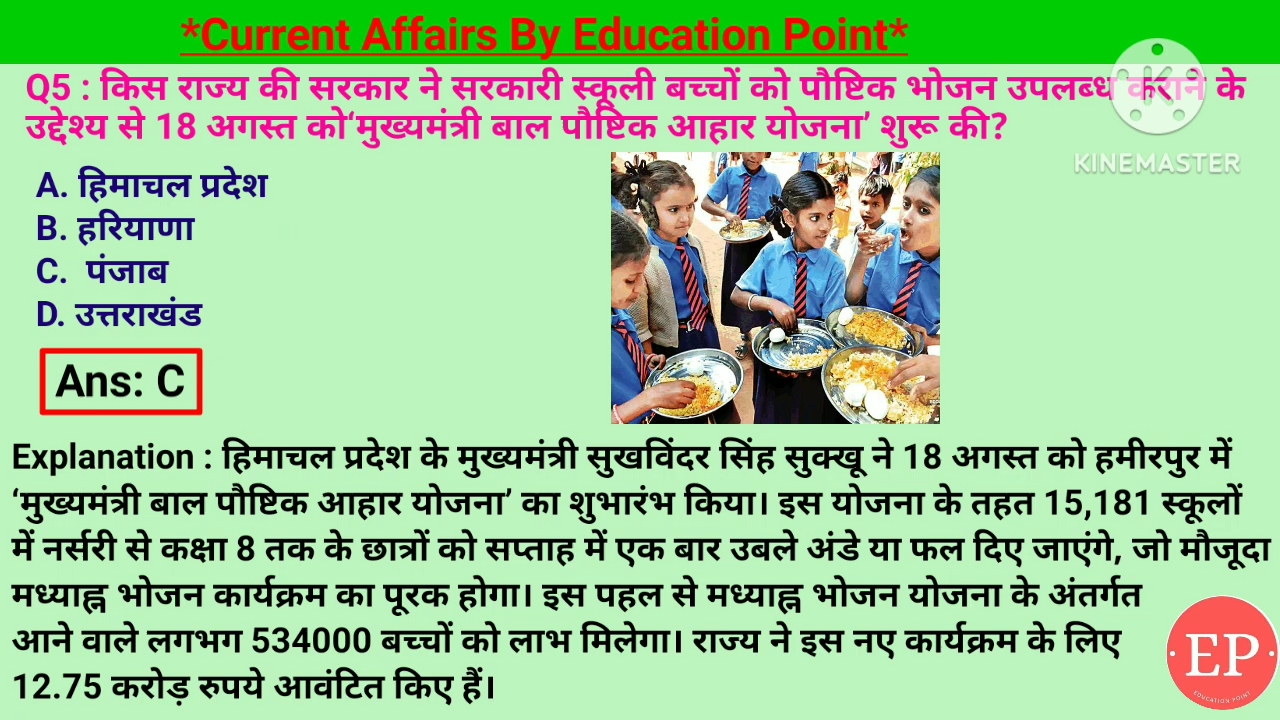 *Current Affairs By Education Point*
Q5 : किस राज्य की सरकार ने सरकारी स्कूली बच्चों को पौष्टिक भोजन उपलब्ध कराने के
उद्देश्य से 18 अगस्त को‘मुख्यमंत्री बाल पौष्टिक आहार योजना’ शुरू की?
K
KINEMASTER
A. हिमाचल प्रदेश
B. हरियाणा
C. पंजाब
D. उत्तराखंड
Ans: C
Explanation : हिमाचल प्रदेश के मुख्यमंत्री सुखविंदर सिंह सुक्खू ने 18 अगस्त को हमीरपुर में
‘मुख्यमंत्री बाल पौष्टिक आहार योजना’ का शुभारंभ किया। इस योजना के तहत 15,181 स्कूलों
में नर्सरी से कक्षा 8 तक के छात्रों को सप्ताह में एक बार उबले अंडे या फल दिए जाएंगे, जो मौजूदा
मध्याह्न भोजन कार्यक्रम का पूरक होगा। इस पहल से मध्याह्न भोजन योजना के अंतर्गत
आने वाले लगभग 534000 बच्चों को लाभ मिलेगा। राज्य ने इस नए कार्यक्रम के लिए
12.75 करोड़ रुपये आवंटित किए हैं।
EP
EDUCATION POINT